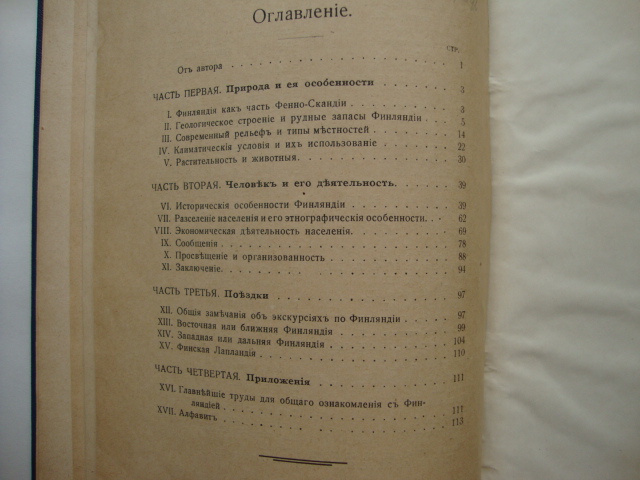 Оглавленіе.
СТР.
Отъ автора . . . . . . . . . . . . . . . 1
ЧАСТЬ ПЕРВАЯ. Природа и ея особенности . . . . . . 3
I. Финляндія какъ часть Фенно-Скандіи . . . . . . . 3
II. Геологическое строеніе и рудные запасы Финляндіи . . 5
III. Современный рельефъ и типы мѣстностей . . . . . . 14
IV. Климатическія условія и ихъ использованіе . . . . . 22
V. Растительность и животныя. . . . . . . . . . . 30
ЧАСТЬ ВТОРАЯ. Человѣкъ и его дѣятельность. . . . . 39
VI. Историческія особенности Финляндіи . . . . . . . 39
VII. Разселеніе населенія и его этнографическія особенности. . . 62
VIII. Экономическая дѣятельность населенія. . . . . . . 69
IX. Сообщенія . . . . . . . . . . . . . . . 78
X. Просвѣщеніе и организованность . . . . . . . . 88
XI. Заключеніе. . . . . . . . . . . . . . . . 94
ЧАСТЬ ТРЕТЬЯ. Поѣздки . . . . . . . . . . . 97
XII. Общія замѣчанія объ экскурсіяхъ по Финляндіи . . . . 97
XIII. Восточная или ближняя Финляндія . . . . . . . . 99
XIV. Западная или дальняя Финляндія . . . . . . . . 104
XV. Финская Лапландія . . . . . . . . . . . . 110
ЧАСТЬ ЧЕТВЕРТАЯ. Приложенія . . . . . . . . . 111
XVI. Главнѣйшіе труды для общаго ознакомленія съ Фин-
ляндіей . . . . . . . . . . . . . . . . 111
XVII. Алфавитъ . . . . . . . . . . . . . . . 113